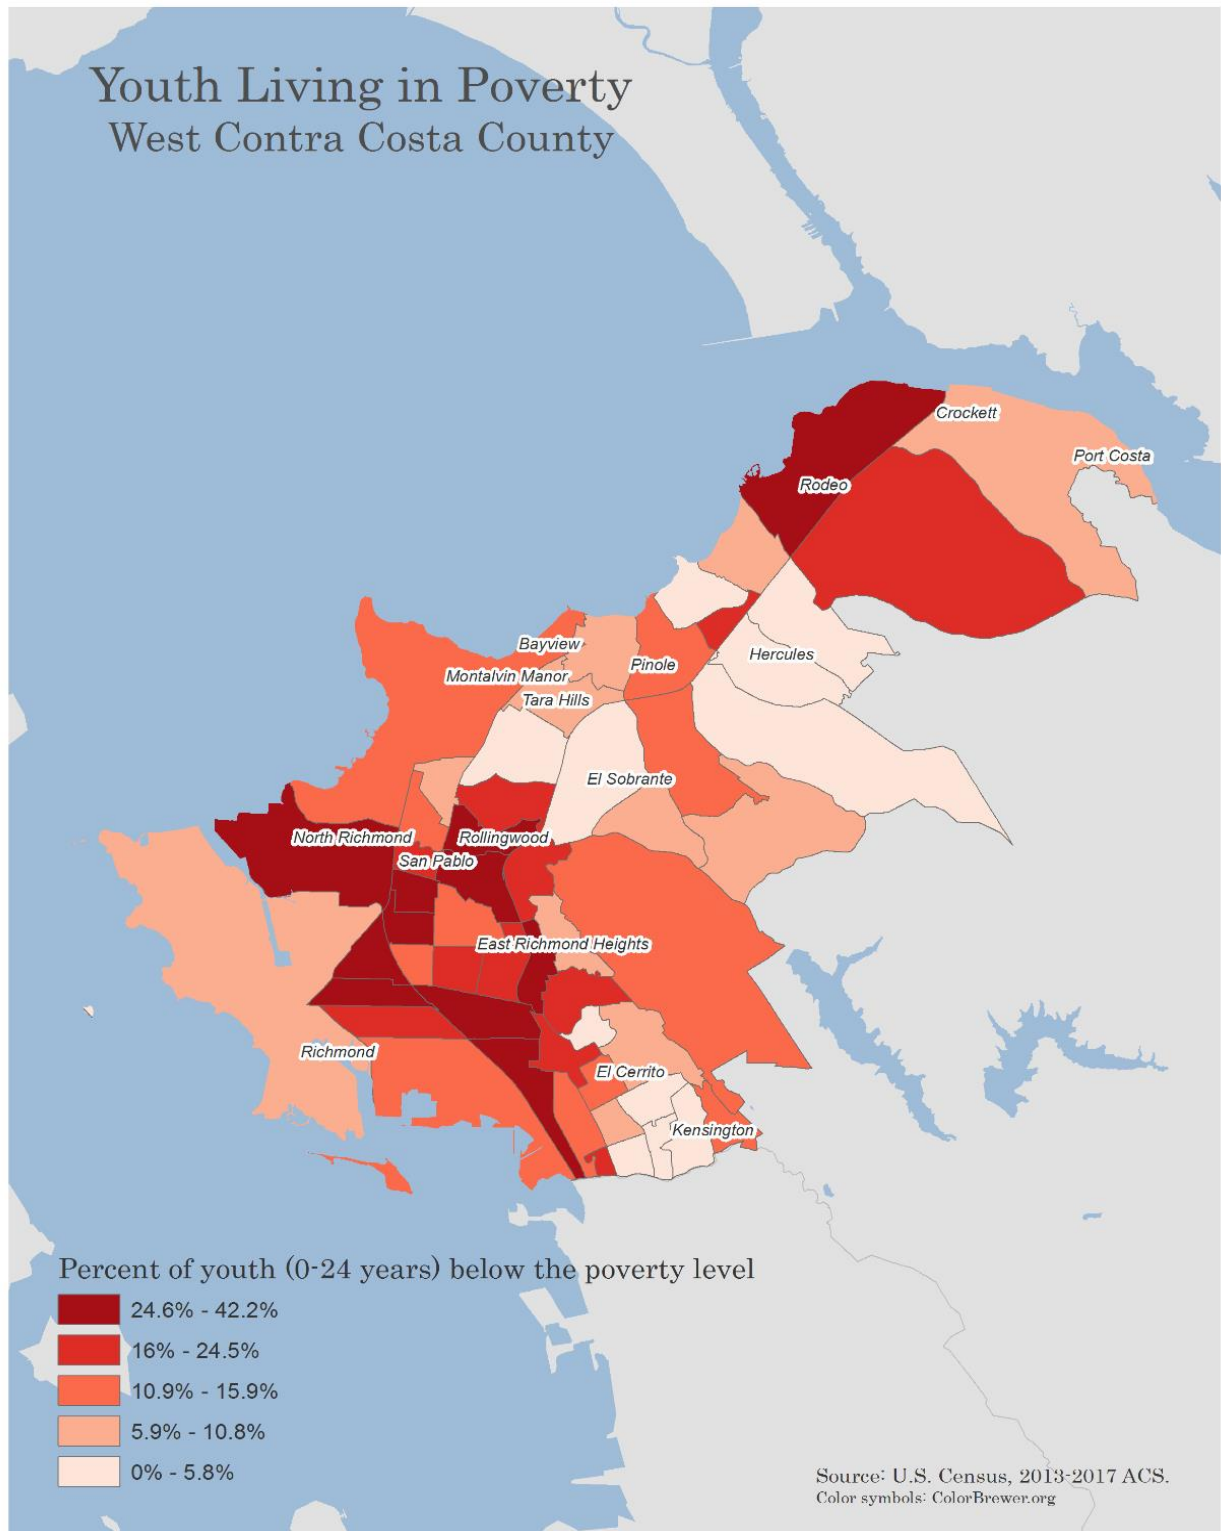 Youth Living in Poverty
West Contra Costa County
Crockett
Port Costa
Rodeo
Bayview
Hercules
Pinole
Montalvin Manor
Tara Hills
El Sobrante
North Richmond
Rollingwood
San Pablo
East Richmond Heights
Richmond
El Cerrito
Kensington
Percent of youth (0-24 years) below the poverty level
24.6% - 42.2%
16% - 24.5%
10.9% - 15.9%
5.9% - 10.8%
0% - 5.8%
Source: U.S. Census, 2013-2017 ACS.
Color symbols: ColorBrewer.org